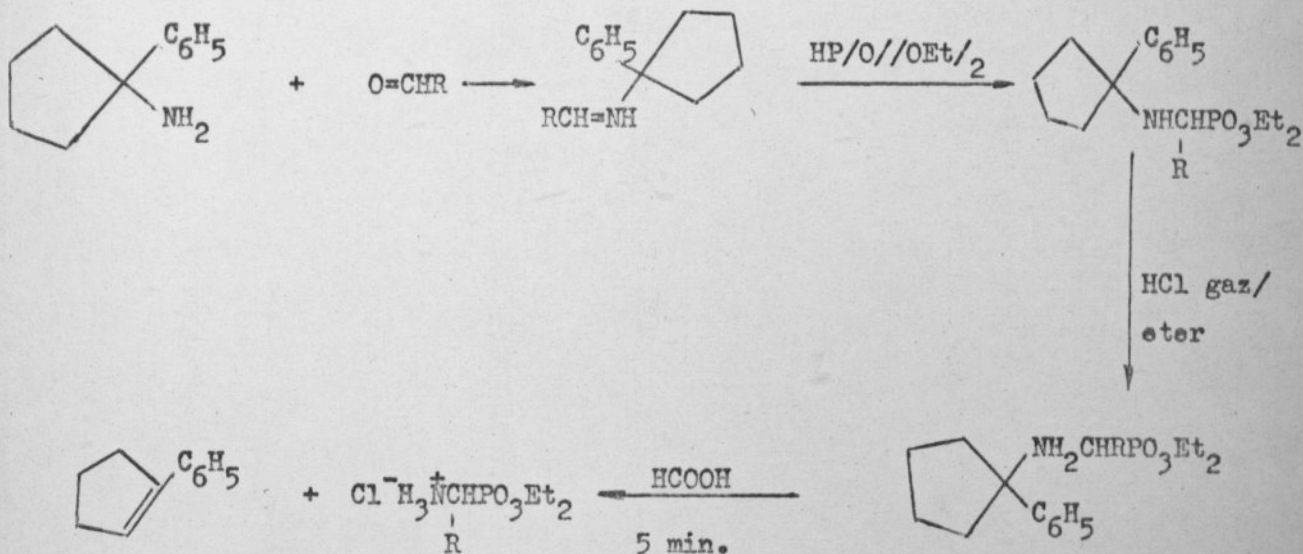 C6H5
NH2
+
O=CHR
C6H5
RCH=NH
HP/O//OEt/2
C6H5
NHCHPO3Et2
R
HCl gaz/
eter
C6H5
+
Cl⁻H3N⁺CHPO3Et2
R
HCOOH
5 min.
NH2CHRPO3Et2
C6H5